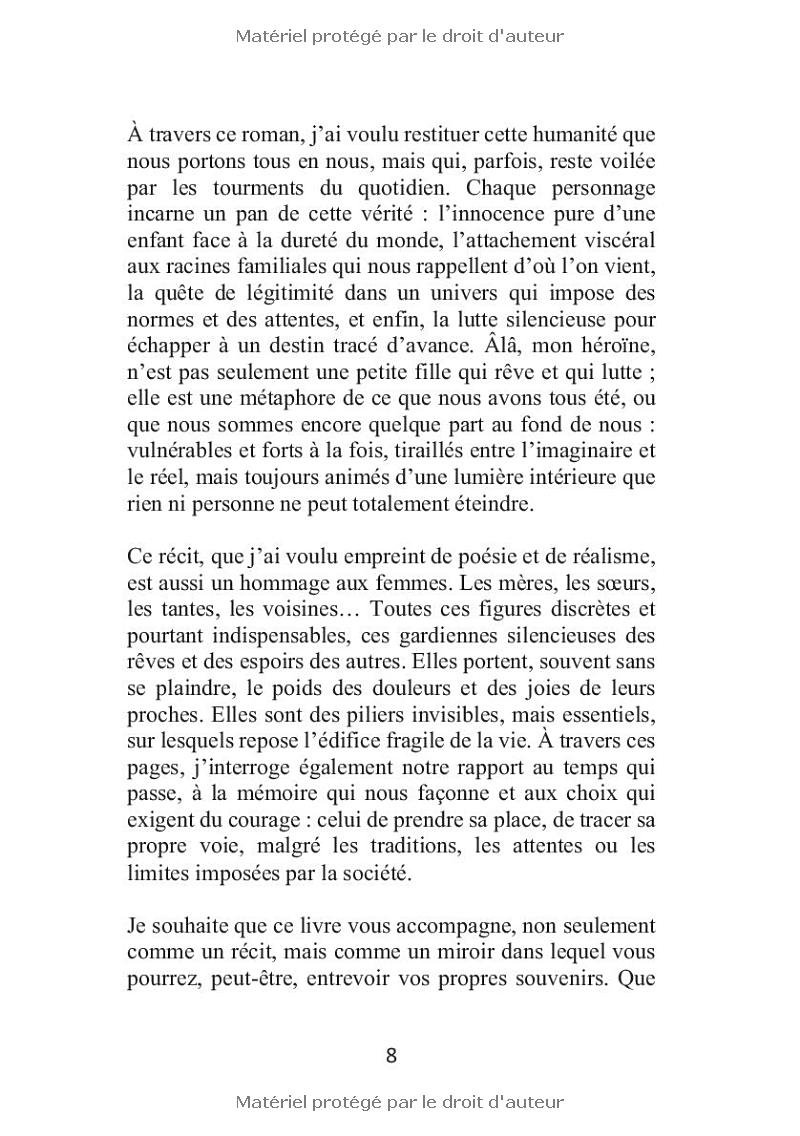 Matériel protégé par le droit d'auteur
À travers ce roman, j’ai voulu restituer cette humanité que
nous portons tous en nous, mais qui, parfois, reste voilée
par les tourments du quotidien. Chaque personnage
incarne un pan de cette vérité : l’innocence pure d’une
enfant face à la dureté du monde, l’attachement viscéral
aux racines familiales qui nous rappellent d’où l’on vient,
la quête de légitimité dans un univers qui impose des
normes et des attentes, et enfin, la lutte silencieuse pour
échapper à un destin tracé d’avance. Âlâ, mon héroïne,
n’est pas seulement une petite fille qui rêve et qui lutte ;
elle est une métaphore de ce que nous avons tous été, ou
que nous sommes encore quelque part au fond de nous :
vulnérables et forts à la fois, tiraillés entre l’imaginaire et
le réel, mais toujours animés d’une lumière intérieure que
rien ni personne ne peut totalement éteindre.
Ce récit, que j’ai voulu empreint de poésie et de réalisme,
est aussi un hommage aux femmes. Les mères, les sœurs,
les tantes, les voisines… Toutes ces figures discrètes et
pourtant indispensables, ces gardiennes silencieuses des
rêves et des espoirs des autres. Elles portent, souvent sans
se plaindre, le poids des douleurs et des joies de leurs
proches. Elles sont des piliers invisibles, mais essentiels,
sur lesquels repose l’édifice fragile de la vie. À travers ces
pages, j’interroge également notre rapport au temps qui
passe, à la mémoire qui nous façonne et aux choix qui
exigent du courage : celui de prendre sa place, de tracer sa
propre voie, malgré les traditions, les attentes ou les
limites imposées par la société.
Je souhaite que ce livre vous accompagne, non seulement
comme un récit, mais comme un miroir dans lequel vous
pourrez, peut-être, entrevoir vos propres souvenirs. Que
8
Matériel protégé par le droit d'auteur